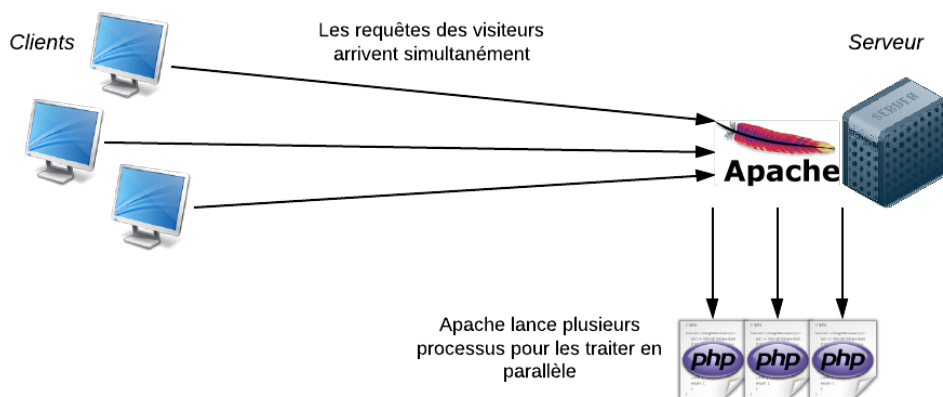 Clients
Les requêtes des visiteurs
arrivent simultanément
Serveur
SERVER
Apache
Apache lance plusieurs
processus pour les traiter en
parallèle
php
php
php